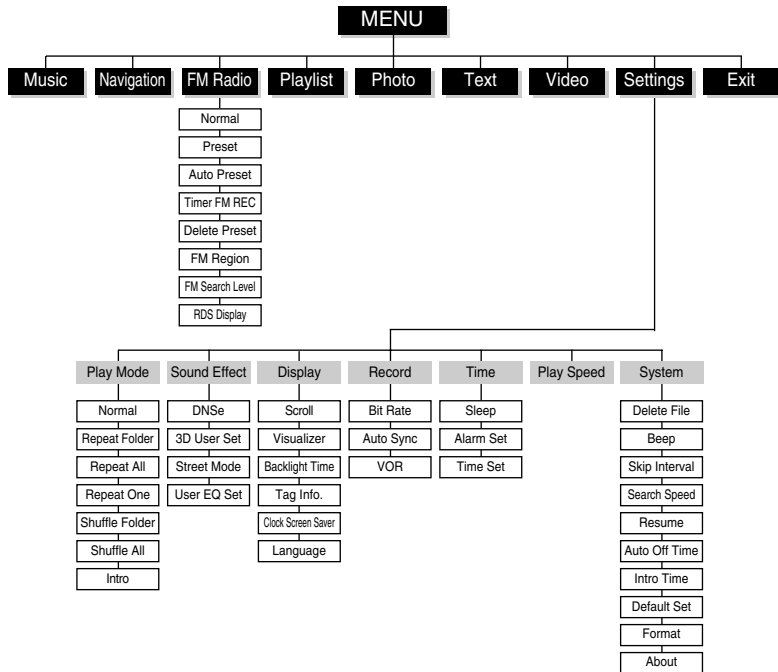 MENU
Music
Navigation
FM Radio
Playlist
Photo
Text
Video
Settings
Exit
Normal
Preset
Auto Preset
Timer FM REC
Delete Preset
FM Region
FM Search Level
RDS Display
Play Mode
Sound Effect
Display
Record
Time
Play Speed
System
Normal
Repeat Folder
Repeat All
Repeat One
Shuffle Folder
Shuffle All
Intro
DNSe
3D User Set
Street Mode
User EQ Set
Scroll
Visualizer
Backlight Time
Tag Info.
Clock Screen Saver
Language
Bit Rate
Auto Sync
VOR
Sleep
Alarm Set
Time Set
Delete File
Beep
Skip Interval
Search Speed
Resume
Auto Off Time
Intro Time
Default Set
Format
About